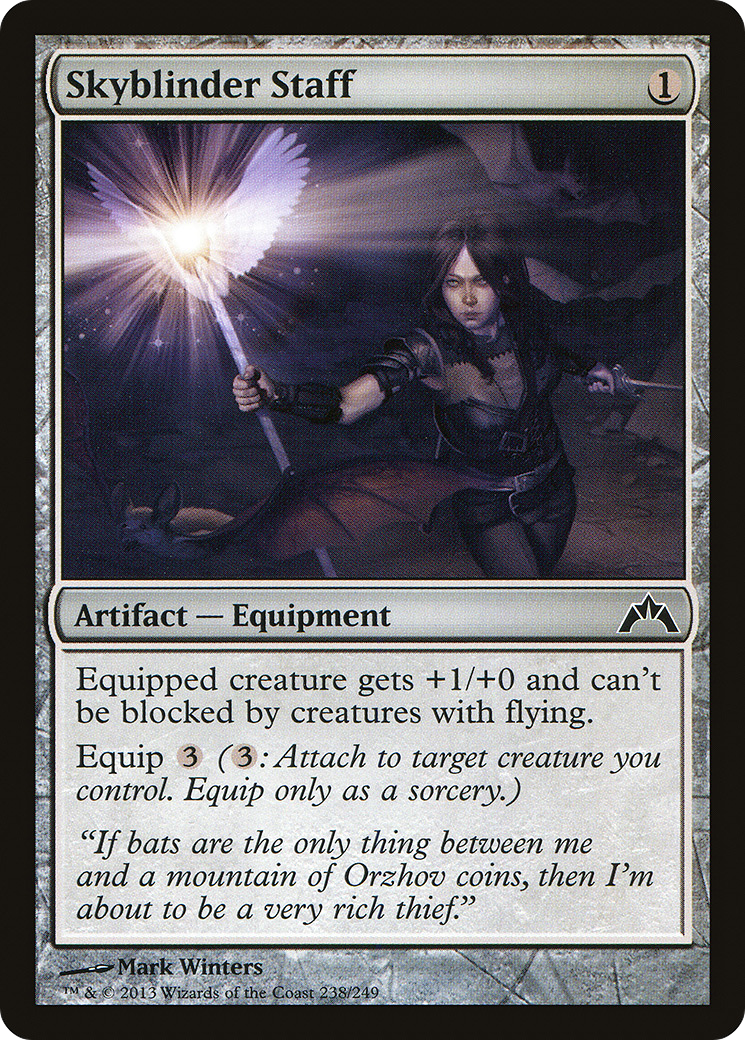 Skyblinder Staff 1
Artifact — Equipment
Equipped creature gets +1/+0 and can't
be blocked by creatures with flying.
Equip 3 (3: Attach to target creature you
control. Equip only as a sorcery.)
“If bats are the only thing between me
and a mountain of Orzhov coins, then I'm
about to be a very rich thief.”
Mark Winters
™ & © 2013 Wizards of the Coast 238/249